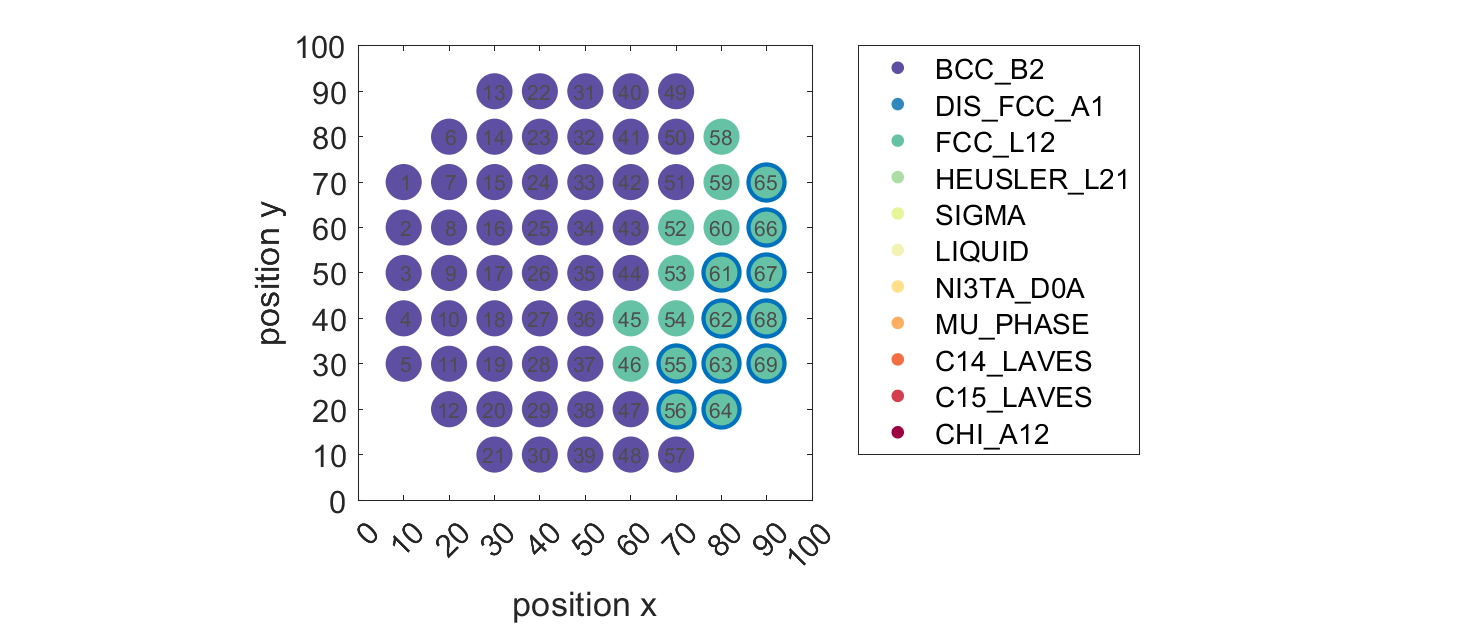 100
90
80
70
60
50
40
30
20
10
0
position y
13 22 31 40 49
6 14 23 32 41 50 58
1 7 15 24 33 42 51 59 65
2 8 16 25 34 43 52 60 66
3 9 17 26 35 44 53 61 67
4 10 18 27 36 45 54 62 68
5 11 19 28 37 46 55 63 69
12 20 29 38 47 56 64
21 30 39 48 57
0 10 20 30 40 50 60 70 80 90 100
position x
BCC_B2
DIS_FCC_A1
FCC_L12
HEUSLER_L21
SIGMA
LIQUID
NI3TA_D0A
MU_PHASE
C14_LAVES
C15_LAVES
CHI_A12